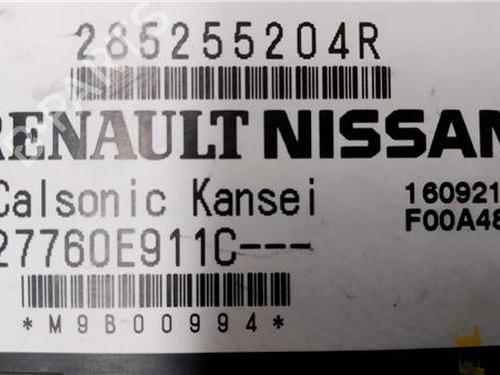 285255204R
RENAULT NISSAN
Calsonic Kansei
160921
27760E911C---
F00A48
*M9B00994*